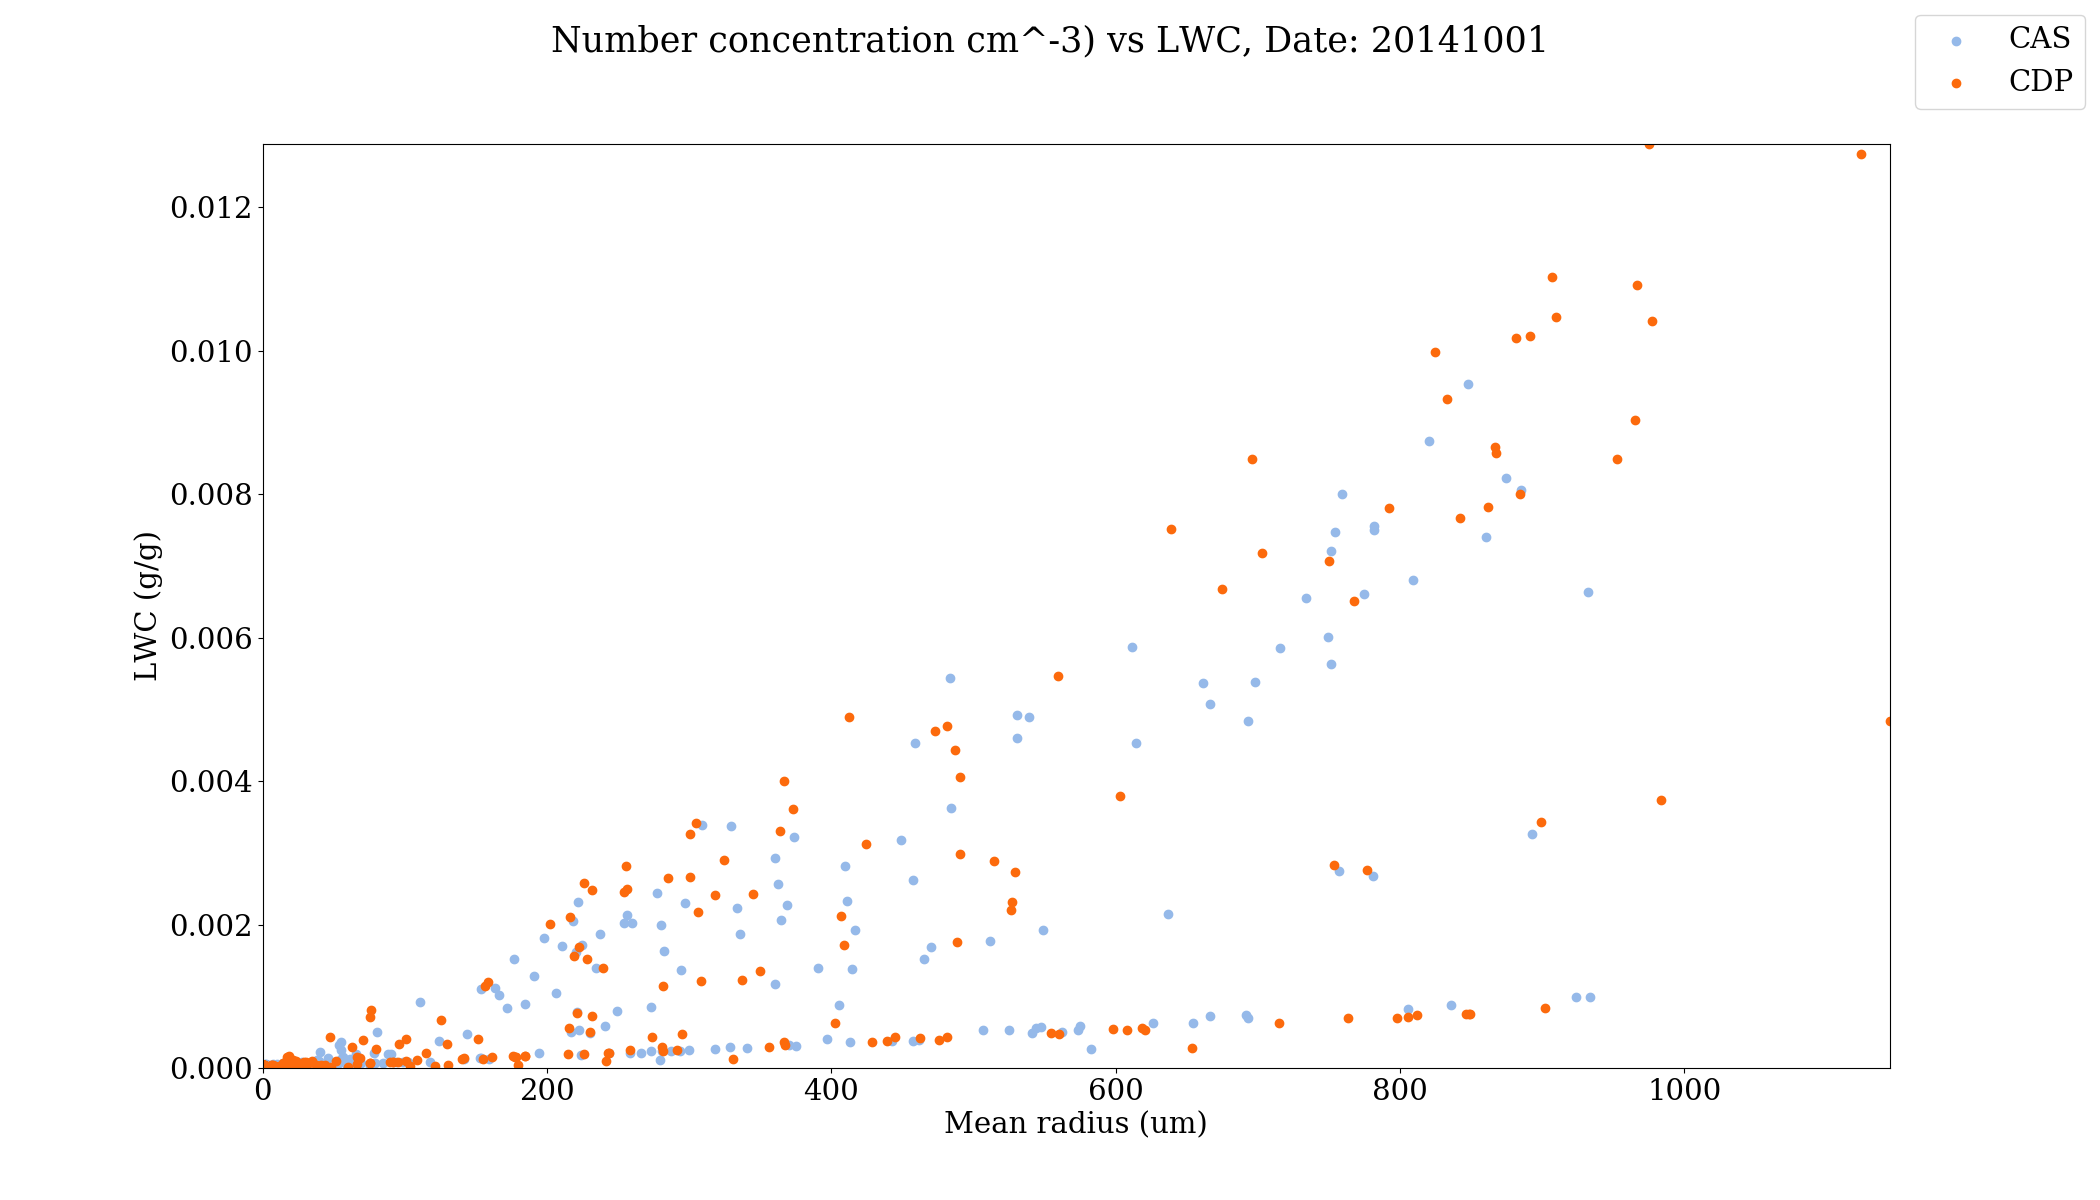 Number concentration cm^-3) vs LWC, Date: 20141001
CAS
CDP
0.012
0.010
0.008
0.006
0.004
0.002
0.000
LWC (g/g)
0 200 400 600 800 1000
Mean radius (um)